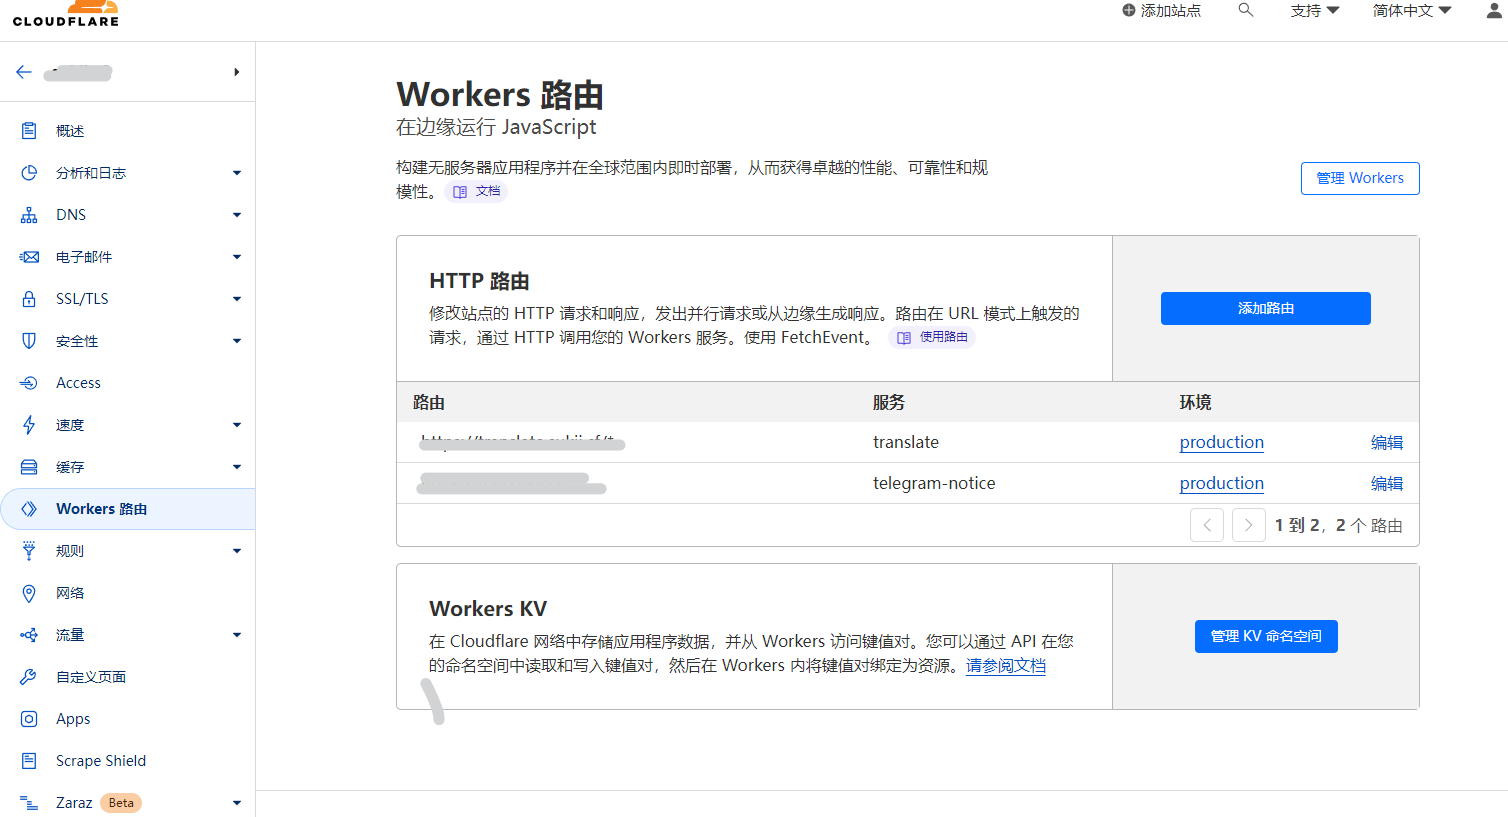 CLOUDFLARE
添加站点
支持
简体中文
概述
分析和日志
DNS
电子邮件
SSL/TLS
安全性
Access
速度
缓存
Workers 路由
规则
网络
流量
自定义页面
Apps
Scrape Shield
Zaraz Beta
Workers 路由
在边缘运行 JavaScript
构建无服务器应用程序并在全球范围内即时部署，从而获得卓越的性能、可靠性和规
模性。 文档
管理 Workers
HTTP 路由
修改站点的 HTTP 请求和响应，发出并行请求或从边缘生成响应。路由在 URL 模式上触发的
请求，通过 HTTP 调用您的 Workers 服务。使用 FetchEvent。 使用路由
添加路由
路由 服务 环境
translate production 编辑
telegram-notice production 编辑
1 到 2，2 个 路由
Workers KV
在 Cloudflare 网络中存储应用程序数据，并从 Workers 访问键值对。您可以通过 API 在您
的命名空间中读取和写入键值对，然后在 Workers 内将键值对绑定为资源。请参阅文档
管理 KV 命名空间